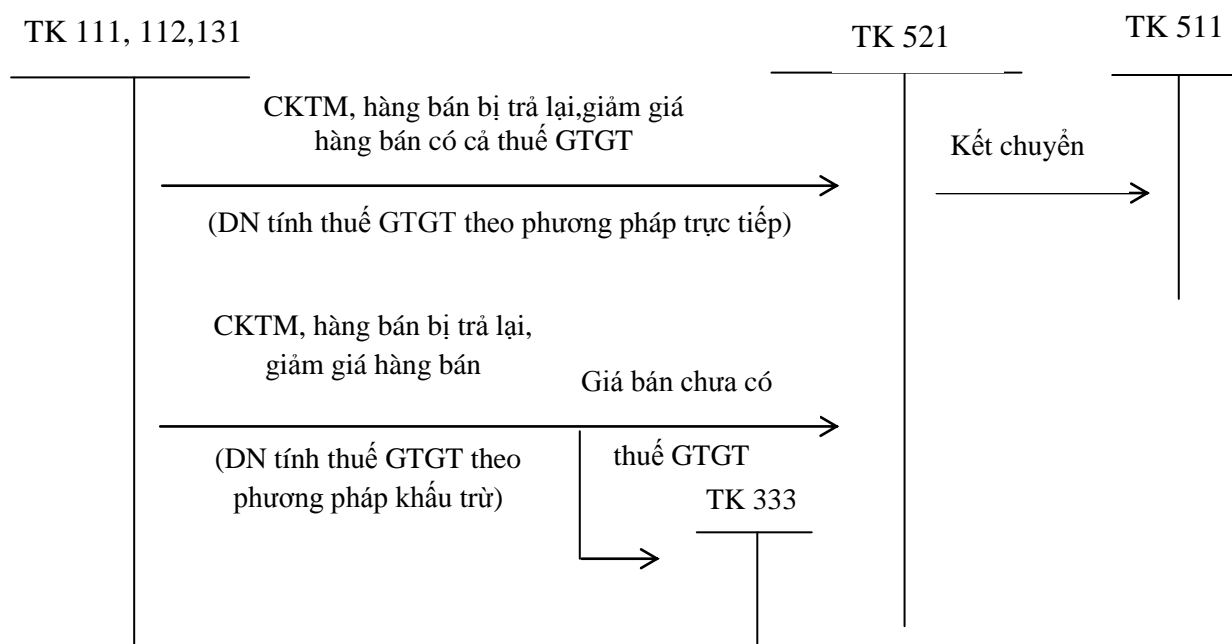 TK 111, 112,131
TK 521
TK 511
CKTM, hàng bán bị trả lại,giảm giá
hàng bán có cả thuế GTGT
Kết chuyển
(DN tính thuế GTGT theo phương pháp trực tiếp)
CKTM, hàng bán bị trả lại,
giảm giá hàng bán
Giá bán chưa có
(DN tính thuế GTGT theo
phương pháp khấu trừ)
thuế GTGT
TK 333